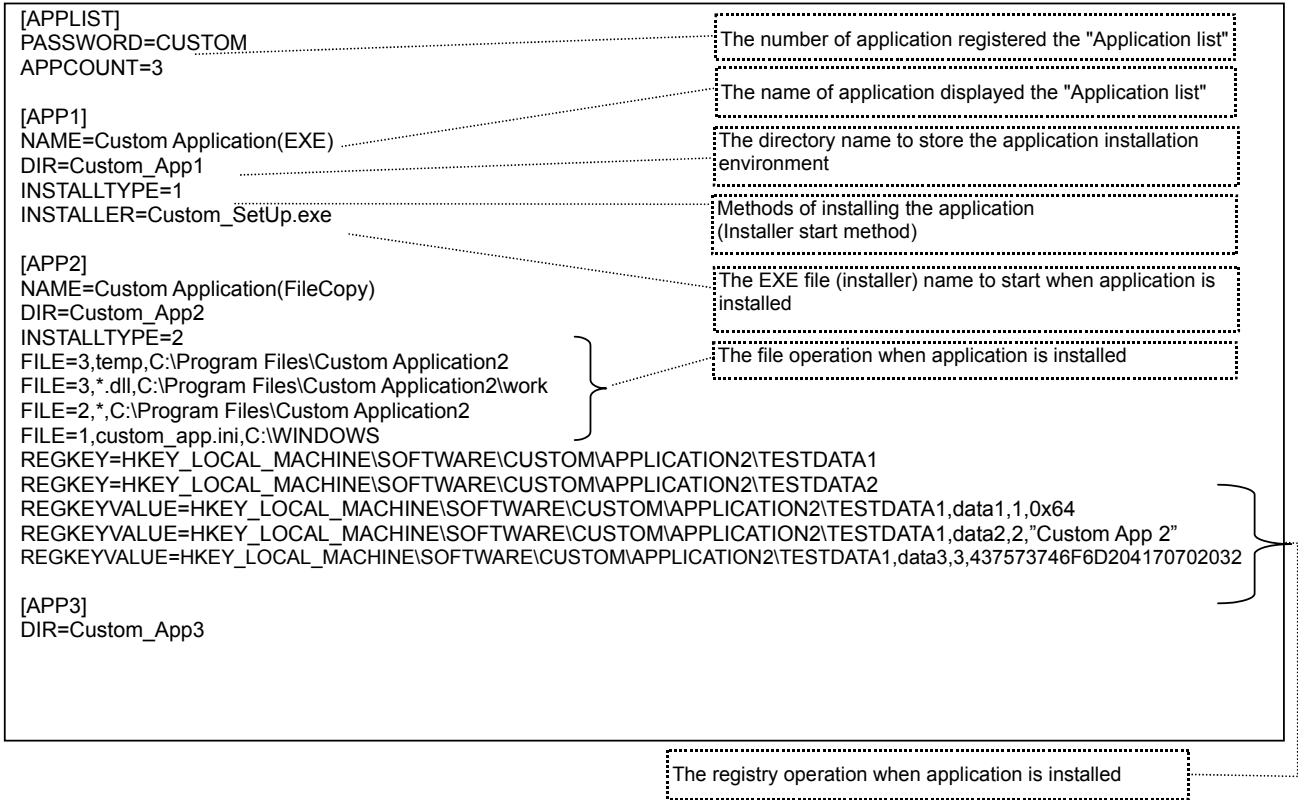 [APPLIST]
PASSWORD=CUSTOM
APPCOUNT=3
[APP1]
NAME=Custom Application(EXE)
DIR=Custom_App1
INSTALLTYPE=1
INSTALLER=Custom_SetUp.exe
[APP2]
NAME=Custom Application(FileCopy)
DIR=Custom_App2
INSTALLTYPE=2
FILE=3,temp,C:\Program Files\Custom Application2
FILE=3,*.dll,C:\Program Files\Custom Application2\work
FILE=2,*,C:\Program Files\Custom Application2
FILE=1,custom_app.ini,C:\WINDOWS
REGKEY=HKEY_LOCAL_MACHINE\SOFTWARE\CUSTOM\APPLICATION2\TESTDATA1
REGKEY=HKEY_LOCAL_MACHINE\SOFTWARE\CUSTOM\APPLICATION2\TESTDATA2
REGKEYVALUE=HKEY_LOCAL_MACHINE\SOFTWARE\CUSTOM\APPLICATION2\TESTDATA1,data1,1,0x64
REGKEYVALUE=HKEY_LOCAL_MACHINE\SOFTWARE\CUSTOM\APPLICATION2\TESTDATA1,data2,2,”Custom App 2”
REGKEYVALUE=HKEY_LOCAL_MACHINE\SOFTWARE\CUSTOM\APPLICATION2\TESTDATA1,data3,3,437573746F6D204170702032
[APP3]
DIR=Custom_App3
The number of application registered the "Application list"
The name of application displayed the "Application list"
The directory name to store the application installation
environment
Methods of installing the application
(Installer start method)
The EXE file (installer) name to start when application is
installed
The file operation when application is installed
The registry operation when application is installed